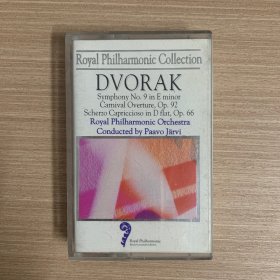 Royal Philharmonic Collection
DVORAK
Symphony No. 9 in E minor
Carnival Overture, Op. 92
Scherzo Capriccioso in D flat, Op. 66
Royal Philharmonic Orchestra
Conducted by Paavo Järvi
Royal Philharmonic